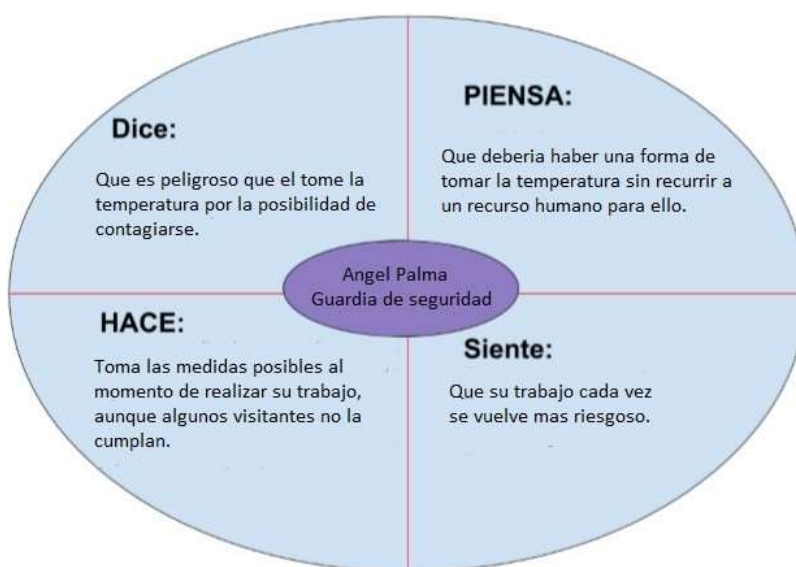 Dice:
Que es peligroso que el tome la
temperatura por la posibilidad de
contagiarse.
PIENSA:
Que deberia haber una forma de
tomar la temperatura sin recurrir a
un recurso humano para ello.
Angel Palma
Guardia de seguridad
HACE:
Toma las medidas posibles al
momento de realizar su trabajo,
aunque algunos visitantes no la
cumplan.
Siente:
Que su trabajo cada vez
se vuelve mas riesgoso.